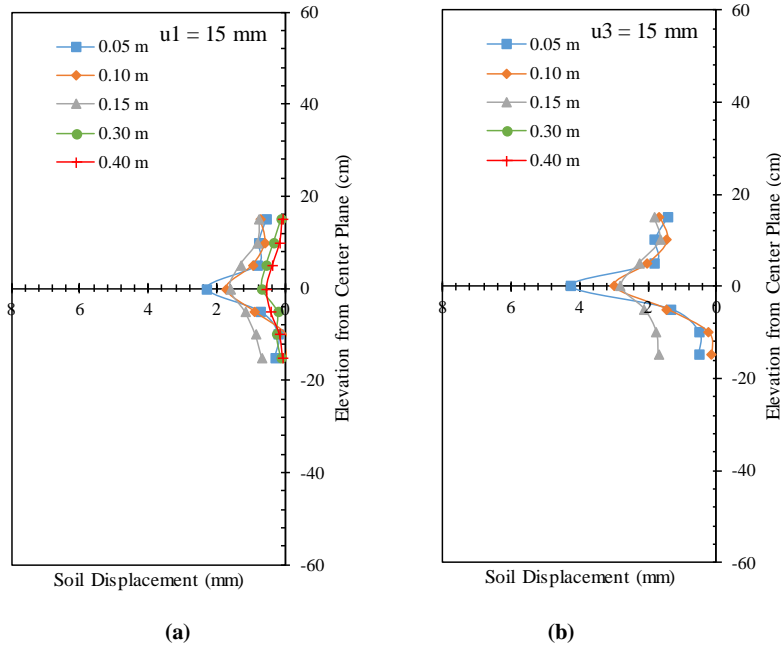 u1 = 15 mm
0.05 m
0.10 m
0.15 m
0.30 m
0.40 m
60
40
20
0
-20
-40
-60
8
6
4
2
0
Elevation from Center Plane (cm)
Soil Displacement (mm)
(a)
u3 = 15 mm
0.05 m
0.10 m
0.15 m
0.30 m
0.40 m
60
40
20
0
-20
-40
-60
8
6
4
2
0
Elevation from Center Plane (cm)
Soil Displacement (mm)
(b)